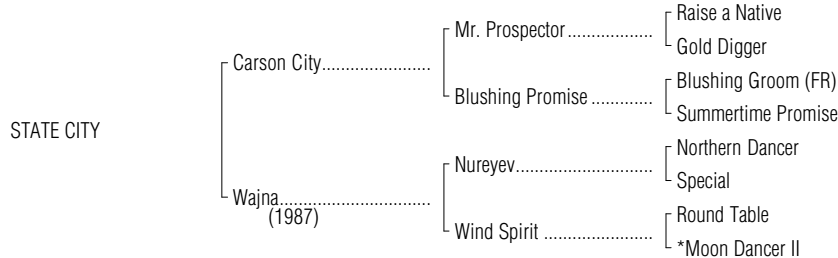 Raise a Native
Mr. Prospector....................
Gold Digger
Carson City.........................
Blushing Groom (FR)
Blushing Promise ..............
Summertime Promise
STATE CITY
Northern Dancer
Nureyev..............................
Special
Wajna..................................
(1987)
Round Table
Wind Spirit .......................
*Moon Dancer II